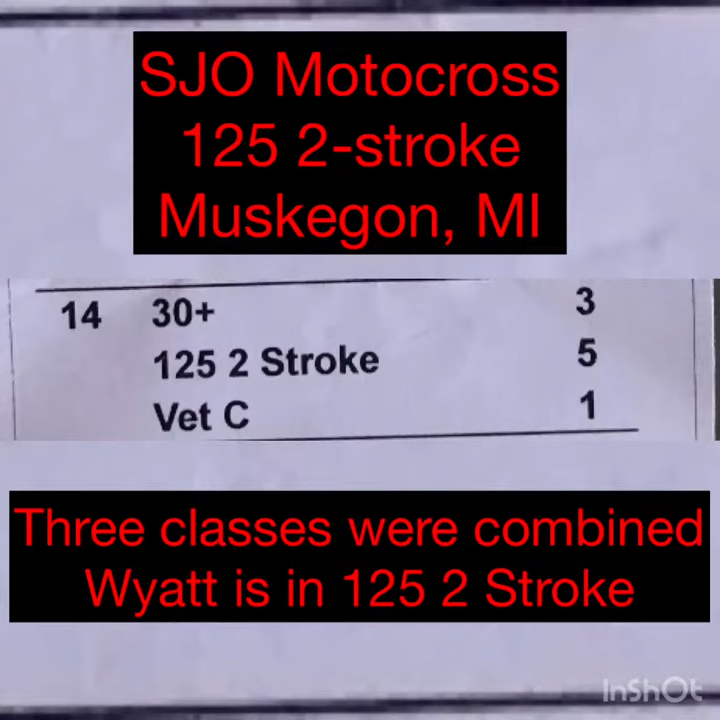 SJO Motocross
125 2-stroke
Muskegon, MI
14 30+ 3
125 2 Stroke 5
Vet C 1
Three classes were combined
Wyatt is in 125 2 Stroke
InShOt